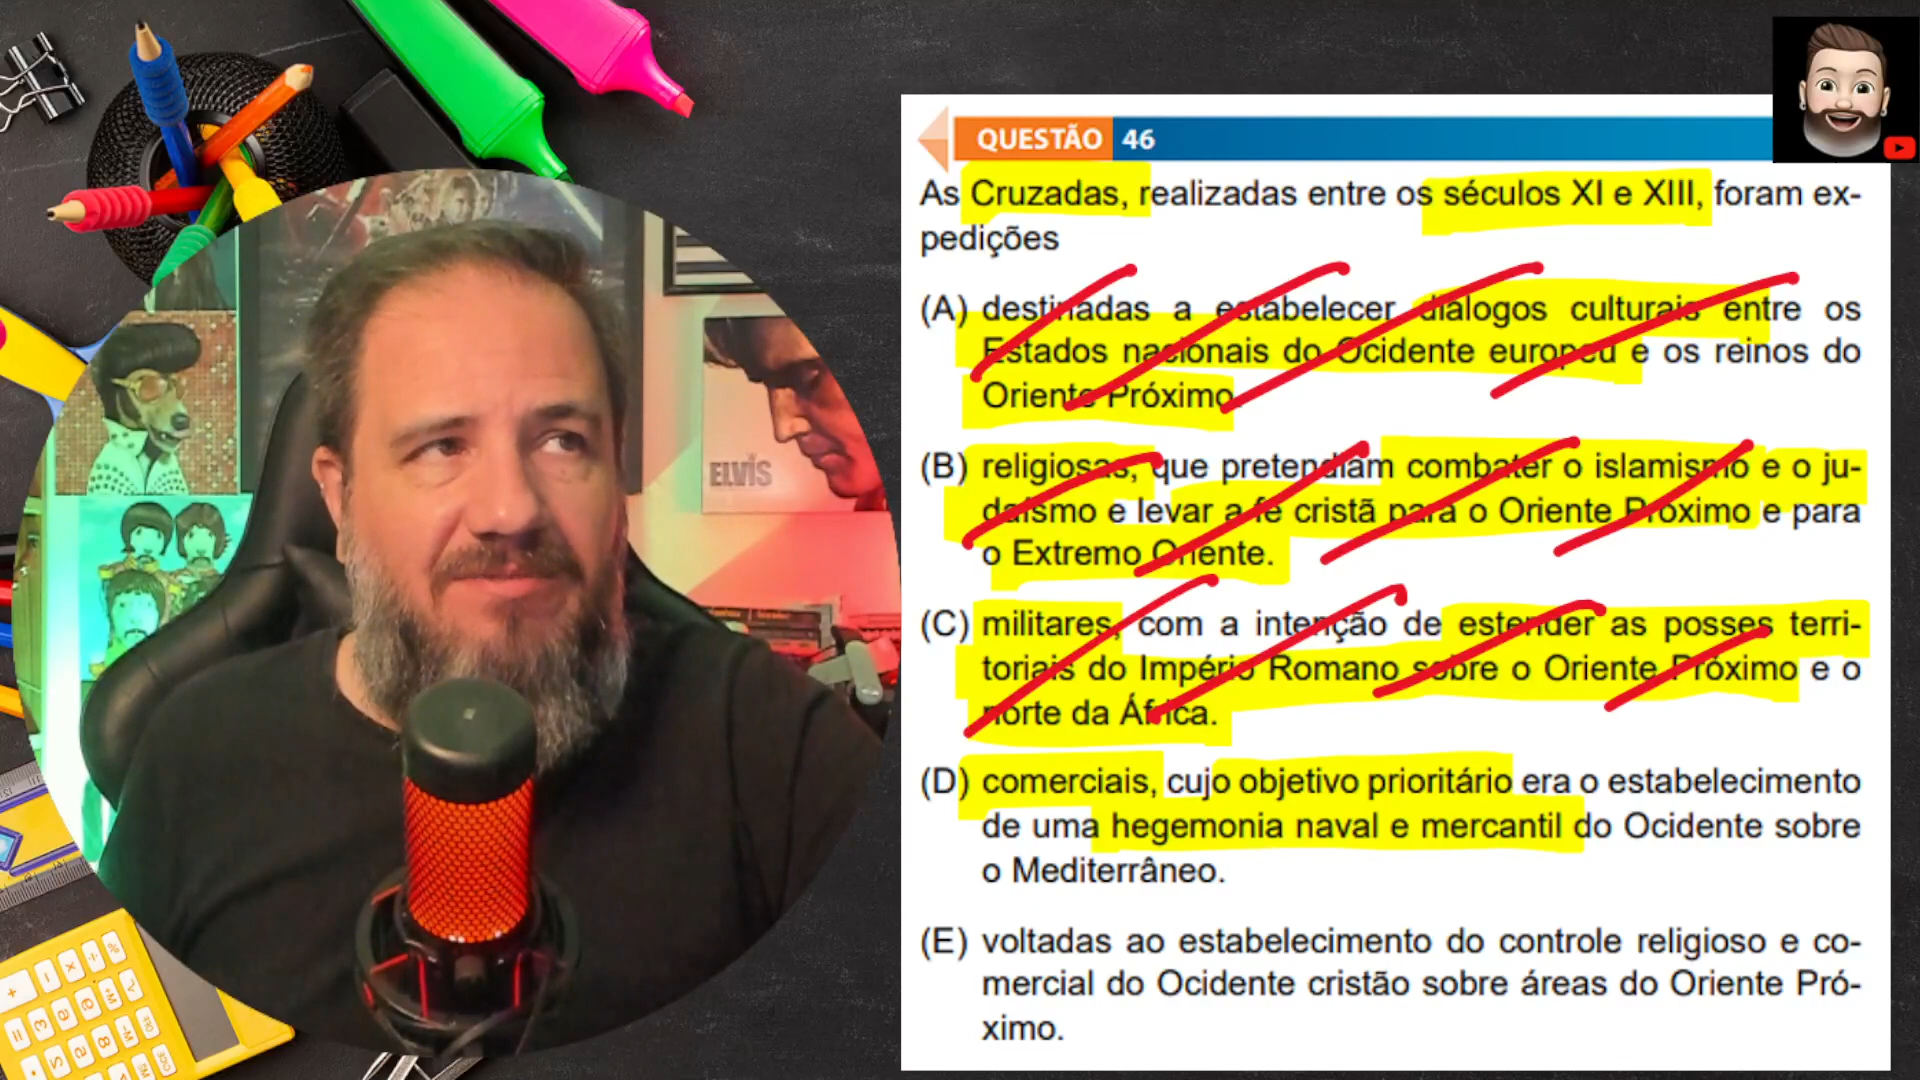 QUESTÃO 46
As Cruzadas, realizadas entre os séculos XI e XIII, foram ex-
pedições
(A) destinadas a estabelecer diálogos culturais entre os
Estados nacionais do Ocidente europeu e os reinos do
Oriente Próximo.
(B) religiosas, que pretendiam combater o islamismo e o ju-
daísmo e levar a fé cristã para o Oriente Próximo e para
o Extremo Oriente.
(C) militares, com a intenção de estender as posses terri-
toriais do Império Romano sobre o Oriente Próximo e o
norte da África.
(D) comerciais, cujo objetivo prioritário era o estabelecimento
de uma hegemonia naval e mercantil do Ocidente sobre
o Mediterrâneo.
(E) voltadas ao estabelecimento do controle religioso e co-
mercial do Ocidente cristão sobre áreas do Oriente Pró-
ximo.
ELVIS